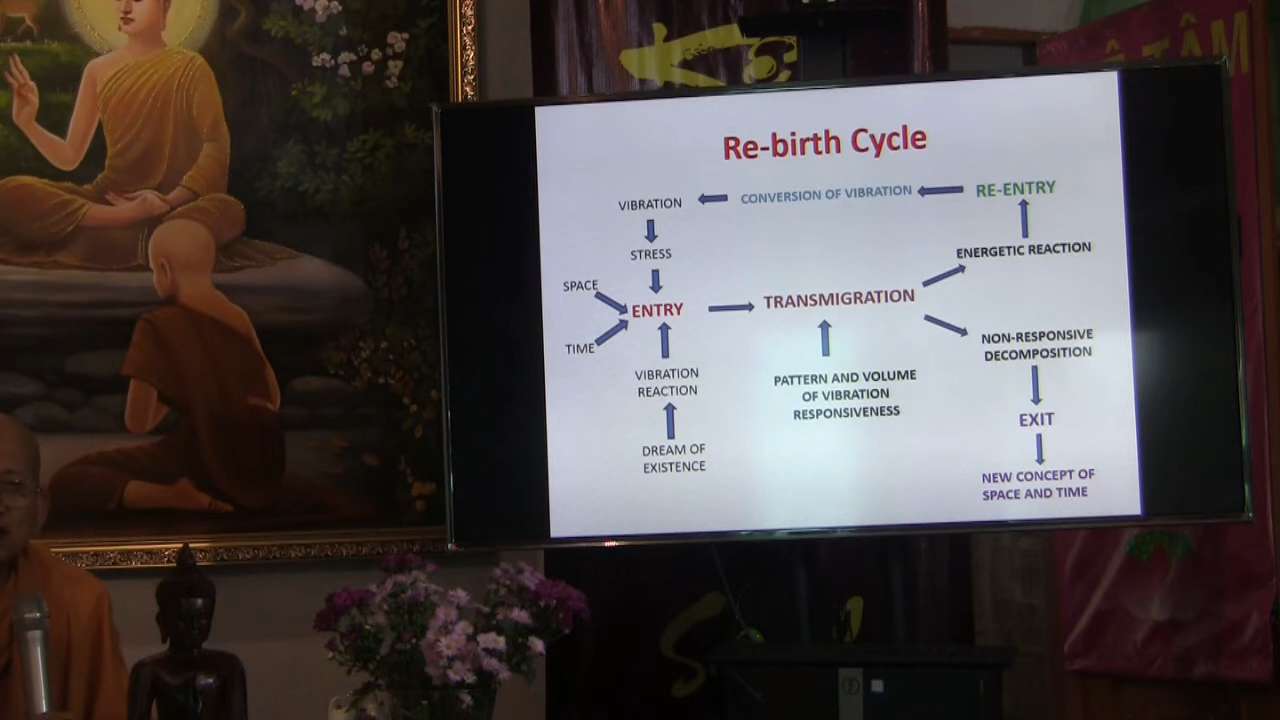 Re-birth Cycle
VIBRATION
CONVERSION OF VIBRATION
RE-ENTRY
STRESS
ENERGETIC REACTION
SPACE
ENTRY
TRANSMIGRATION
TIME
NON-RESPONSIVE
DECOMPOSITION
VIBRATION
REACTION
PATTERN AND VOLUME
OF VIBRATION
RESPONSIVENESS
EXIT
DREAM OF
EXISTENCE
NEW CONCEPT OF
SPACE AND TIME
TÂM